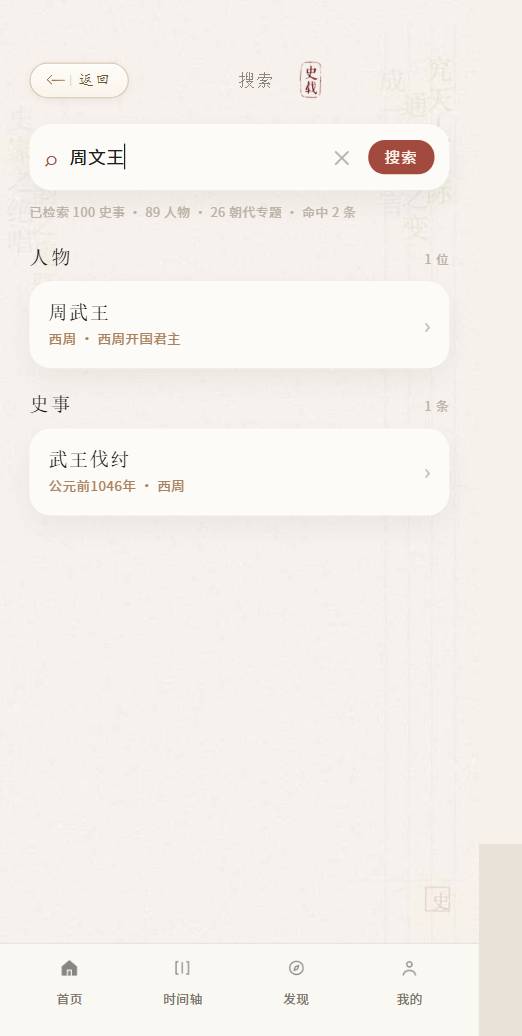 返回
搜索
史载
周文王
搜索
已检索 100 史事 · 89 人物 · 26 朝代专题 · 命中 2 条
人物
1 位
周武王
西周 · 西周开国君主
史事
1 条
武王伐纣
公元前1046年 · 西周
史
首页
时间轴
发现
我的